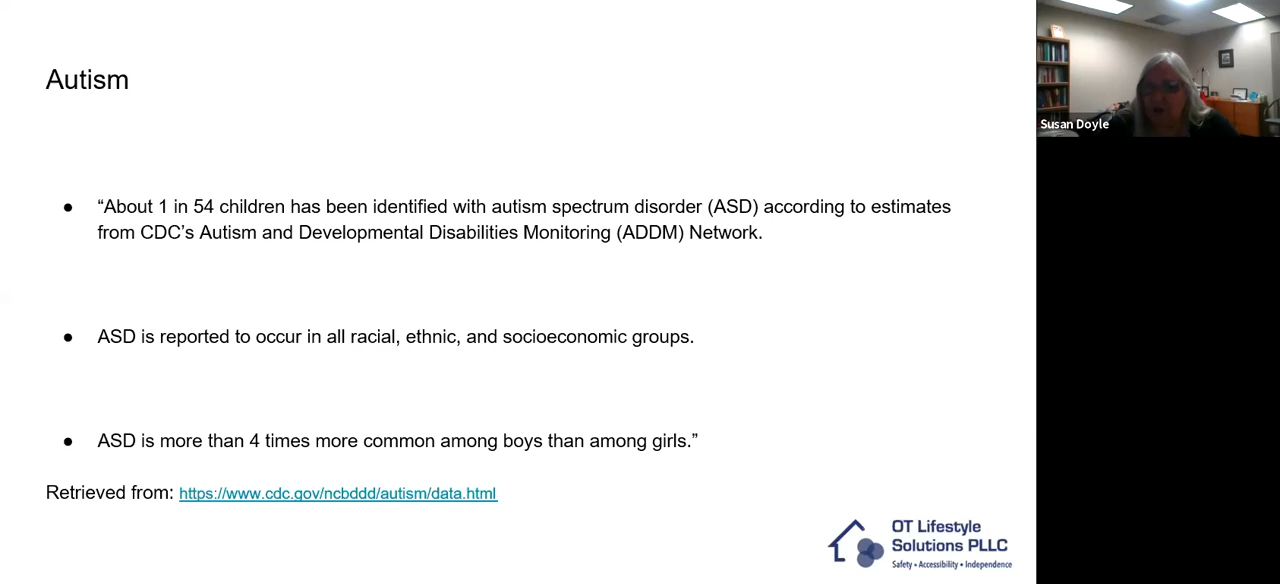 Autism
● “About 1 in 54 children has been identified with autism spectrum disorder (ASD) according to estimates
from CDC’s Autism and Developmental Disabilities Monitoring (ADDM) Network.
● ASD is reported to occur in all racial, ethnic, and socioeconomic groups.
● ASD is more than 4 times more common among boys than among girls.”
Retrieved from: https://www.cdc.gov/ncbddd/autism/data.html
OT Lifestyle
Solutions PLLC
Safety • Accessibility • Independence
Susan Doyle